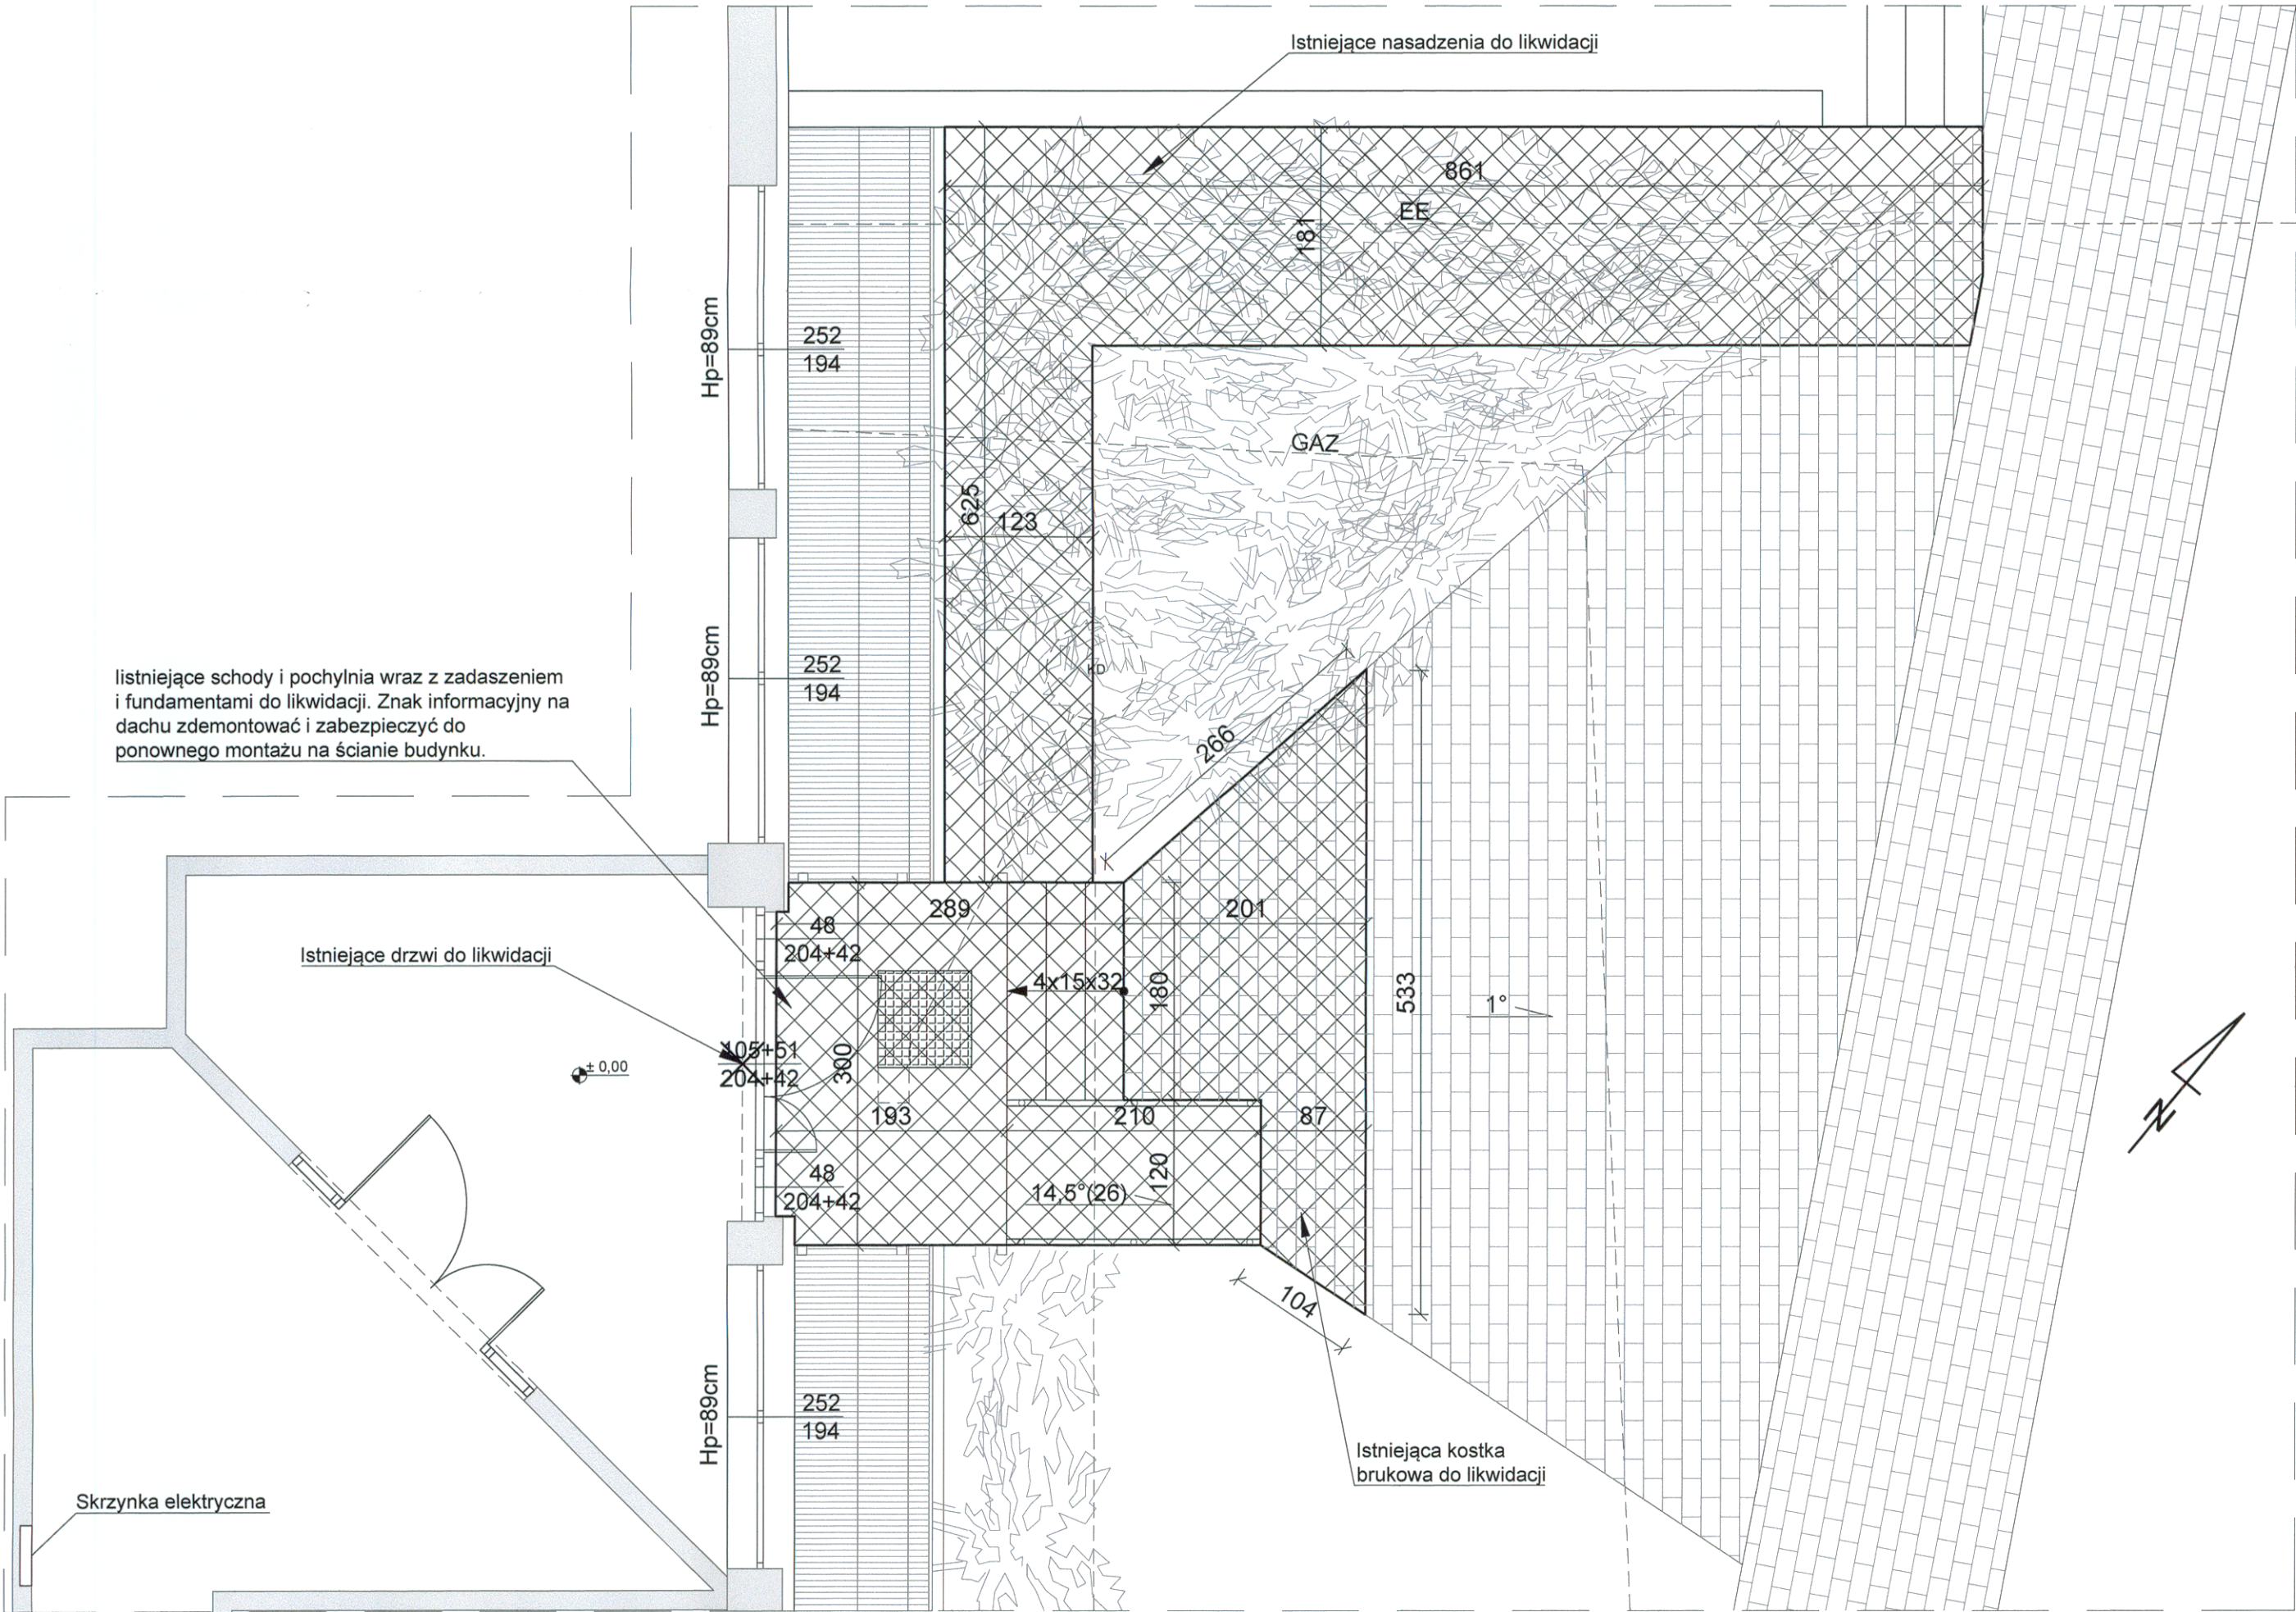 Istniejące nasadzenia do likwidacji
861
EE
181
Hp=89cm
252
194
GAZ
625
123
Hp=89cm
252
194
KD
listniejące schody i pochylnia wraz z zadaszeniem
i fundamentami do likwidacji. Znak informacyjny na
dachu zdemontować i zabezpieczyć do
ponownego montażu na ścianie budynku.
266
289
201
48
204+42
Istniejące drzwi do likwidacji
4x15x32
180
533
1°
105+51
204+42
300
± 0,00
193
210
87
120
48
204+42
14,5°(26)
N
104
Hp=89cm
252
194
Istniejąca kostka
brukowa do likwidacji
Skrzynka elektryczna